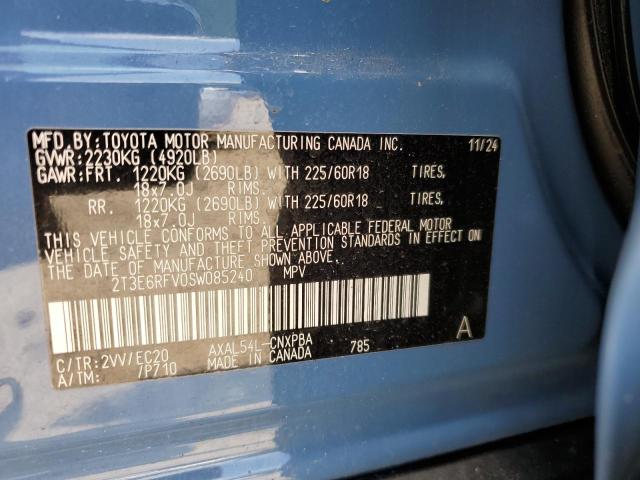 MFD.BY:TOYOTA MOTOR MANUFACTURING CANADA INC. 11/24
GVWR:2230KG (4920LB)
GAWR:FRT. 1220KG (2690LB) WITH 225/60R18 TIRES,
18x7.0J RIMS.
RR. 1220KG (2690LB) WITH 225/60R18 TIRES,
18x7.0J RIMS.
THIS VEHICLE CONFORMS TO ALL APPLICABLE FEDERAL MOTOR
VEHICLE SAFETY AND THEFT PREVENTION STANDARDS IN EFFECT ON
THE DATE OF MANUFACTURE SHOWN ABOVE.
2T3E6RFV0SW085240 MPV
A
C/TR:2VV/EC20 AXAL54L-CNXPBA 785
A/TM: /P710 MADE IN CANADA